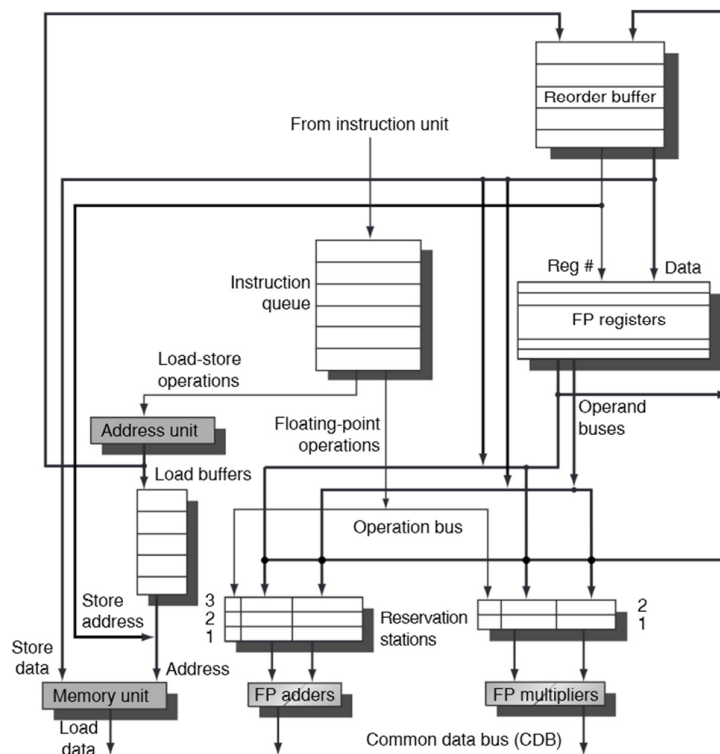 Reorder buffer
From instruction unit
Reg #
Data
Instruction
queue
FP registers
Load-store
operations
Operand
buses
Address unit
Floating-point
operations
Load buffers
Operation bus
Store
address
3
2
1
Reservation
stations
2
1
Store
data
Address
Memory unit
FP adders
FP multipliers
Load
data
Common data bus (CDB)